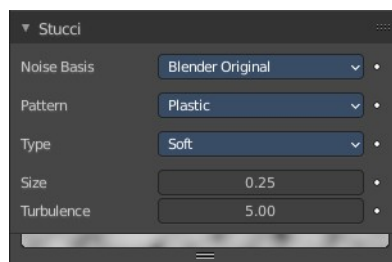 Stucci
Noise Basis Blender Original
Pattern Plastic
Type Soft
Size 0.25
Turbulence 5.00